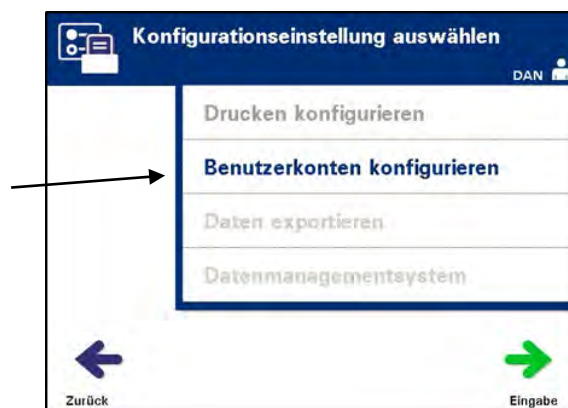 Konfigurationseinstellung auswählen
DAN
Drucken konfigurieren
Benutzerkonten konfigurieren
Daten exportieren
Datenmanagementsystem
Zurück
Eingabe